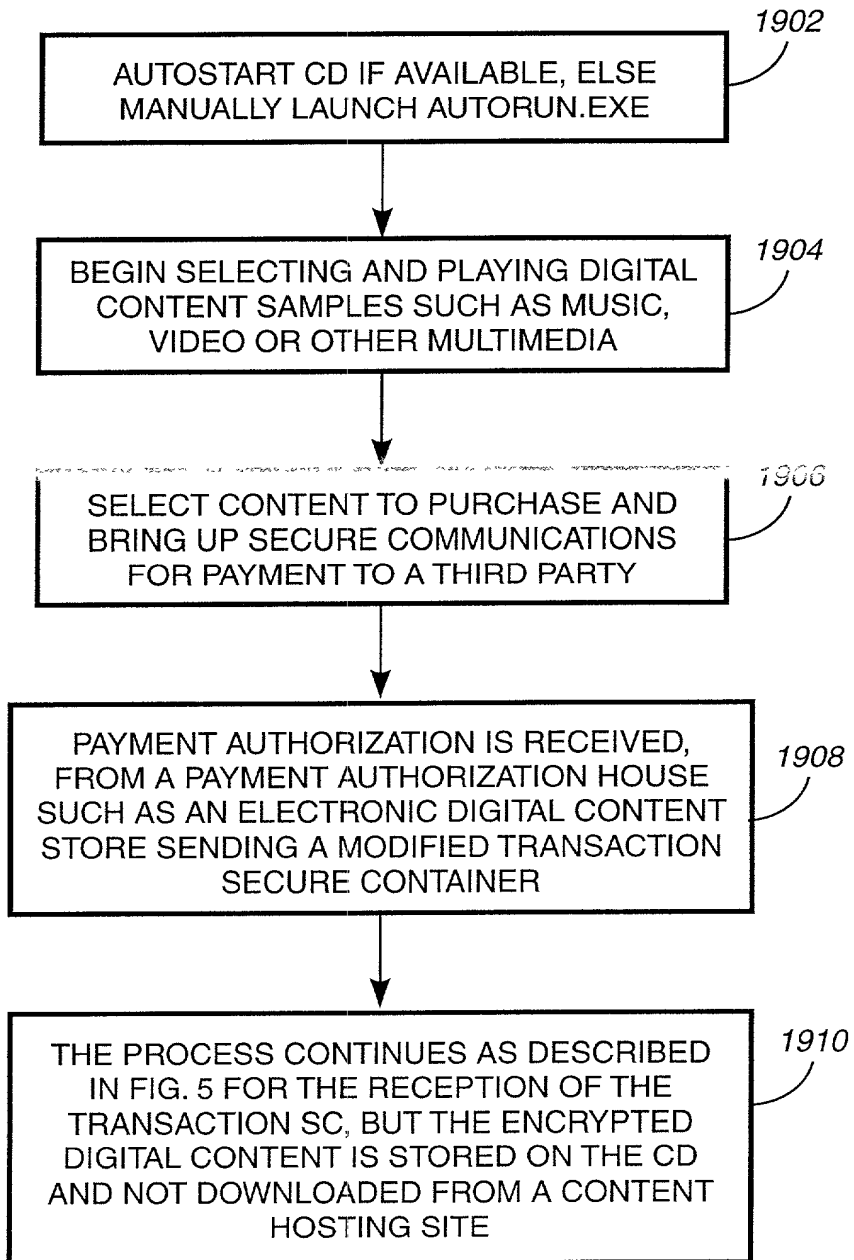 1902
AUTOSTART CD IF AVAILABLE, ELSE
MANUALLY LAUNCH AUTORUN.EXE
1904
BEGIN SELECTING AND PLAYING DIGITAL
CONTENT SAMPLES SUCH AS MUSIC,
VIDEO OR OTHER MULTIMEDIA
1906
SELECT CONTENT TO PURCHASE AND
BRING UP SECURE COMMUNICATIONS
FOR PAYMENT TO A THIRD PARTY
PAYMENT AUTHORIZATION IS RECEIVED,
FROM A PAYMENT AUTHORIZATION HOUSE
SUCH AS AN ELECTRONIC DIGITAL CONTENT
STORE SENDING A MODIFIED TRANSACTION
SECURE CONTAINER
1908
THE PROCESS CONTINUES AS DESCRIBED
IN FIG. 5 FOR THE RECEPTION OF THE
TRANSACTION SC, BUT THE ENCRYPTED
DIGITAL CONTENT IS STORED ON THE CD
AND NOT DOWNLOADED FROM A CONTENT
HOSTING SITE
1910